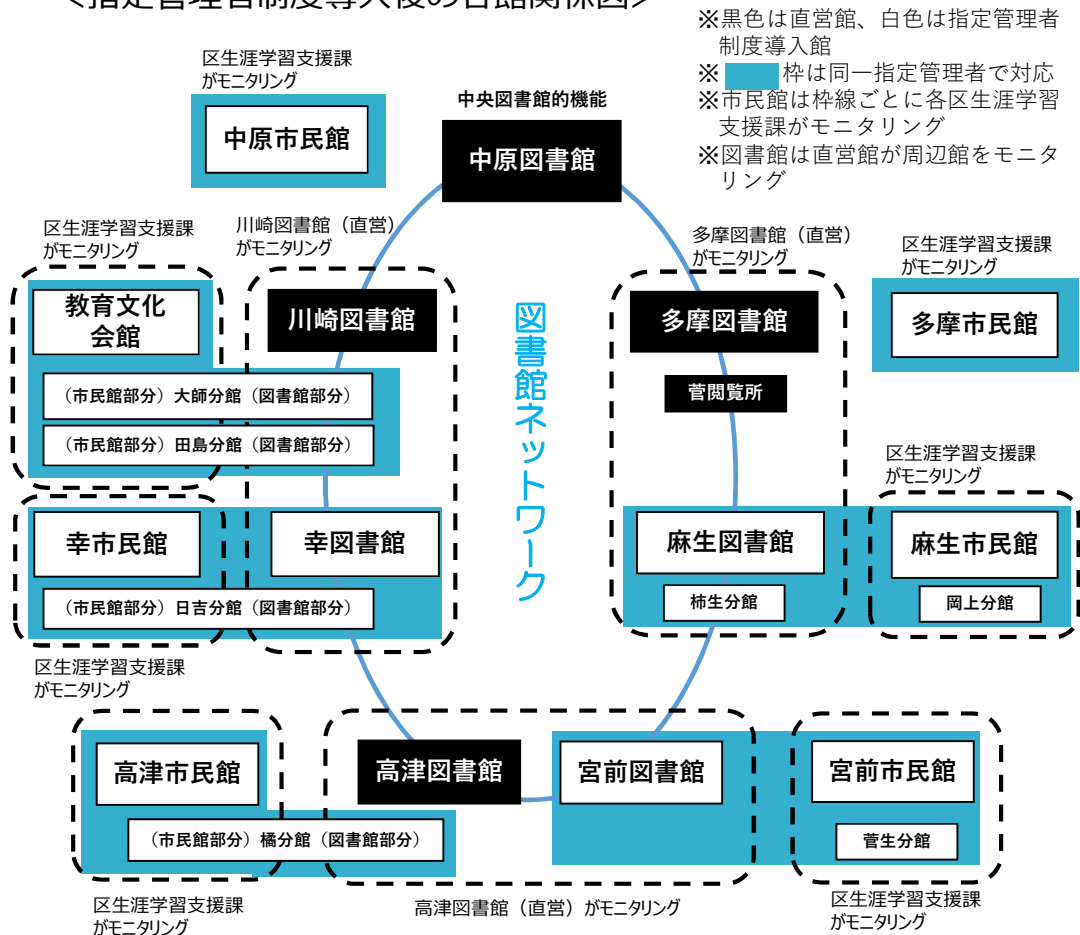 <指定管理者制度導入後の各館関係図>
※黒色は直営館、白色は指定管理者
制度導入館
※　　枠は同一指定管理者で対応
※市民館は枠線ごとに各区生涯学習
支援課がモニタリング
※図書館は直営館が周辺館をモニタ
リング
区生涯学習支援課
がモニタリング
中原市民館
中央図書館的機能
中原図書館
区生涯学習支援課
がモニタリング
川崎図書館（直営）
がモニタリング
教育文化
会館
川崎図書館
（市民館部分）大師分館（図書館部分）
（市民館部分）田島分館（図書館部分）
幸市民館
幸図書館
（市民館部分）日吉分館（図書館部分）
区生涯学習支援課
がモニタリング
図書館ネットワーク
多摩図書館（直営）
がモニタリング
多摩図書館
菅閲覧所
区生涯学習支援課
がモニタリング
多摩市民館
区生涯学習支援課
がモニタリング
麻生図書館
麻生市民館
柿生分館
岡上分館
高津市民館
高津図書館
宮前図書館
宮前市民館
（市民館部分）橘分館（図書館部分）
菅生分館
区生涯学習支援課
がモニタリング
高津図書館（直営）がモニタリング
区生涯学習支援課
がモニタリング